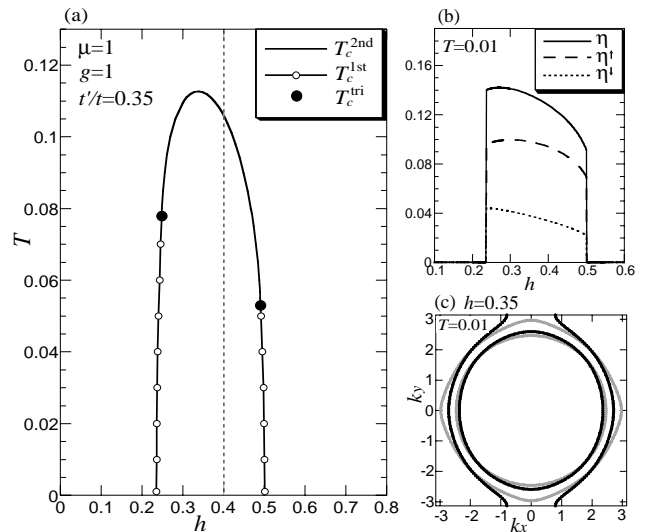 (a)
μ=1
g=1
t'/t=0.35
T_c^2nd
T_c^1st
T_c^tri
T
0.12
0.1
0.08
0.06
0.04
0.02
0
0 0.1 0.2 0.3 0.4 0.5 0.6 0.7 0.8
h
(b)
T=0.01
η
η↑
η↓
0.16
0.12
0.08
0.04
0
0.1 0.2 0.3 0.4 0.5 0.6
h
(c) h=0.35
T=0.01
ky
3
2
1
0
-1
-2
-3
-3 -2 -1 0 1 2 3
kx